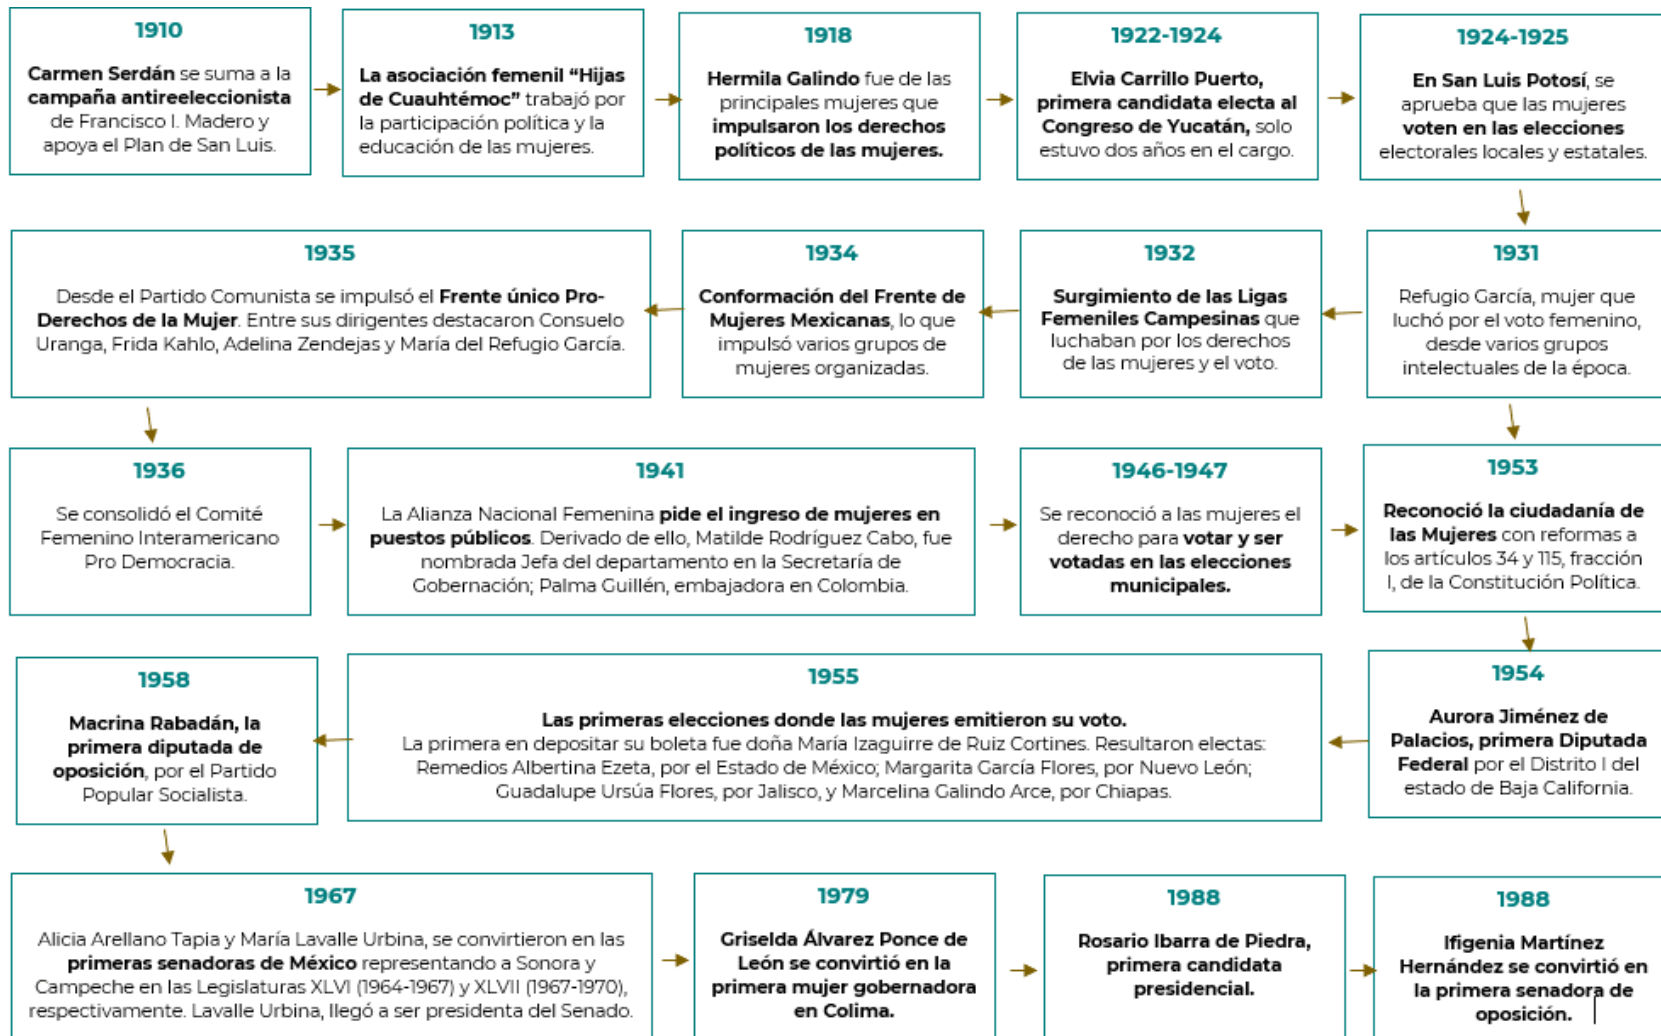 1910
Carmen Serdán se suma a la
campaña antireeleccionista
de Francisco I. Madero y
apoya el Plan de San Luis.
1913
La asociación femenil “Hijas
de Cuauhtémoc” trabajó por
la participación política y la
educación de las mujeres.
1918
Hermila Galindo fue de las
principales mujeres que
impulsaron los derechos
políticos de las mujeres.
1922-1924
Elvia Carrillo Puerto,
primera candidata electa al
Congreso de Yucatán, solo
estuvo dos años en el cargo.
1924-1925
En San Luis Potosí, se
aprueba que las mujeres
voten en las elecciones
electorales locales y estatales.
1931
Refugio García, mujer que
luchó por el voto femenino,
desde varios grupos
intelectuales de la época.
1932
Surgimiento de las Ligas
Femeniles Campesinas que
luchaban por los derechos
de las mujeres y el voto.
1934
Conformación del Frente de
Mujeres Mexicanas, lo que
impulsó varios grupos de
mujeres organizadas.
1935
Desde el Partido Comunista se impulsó el Frente único Pro-
Derechos de la Mujer. Entre sus dirigentes destacaron Consuelo
Uranga, Frida Kahlo, Adelina Zendejas y María del Refugio García.
1936
Se consolidó el Comité
Femenino Interamericano
Pro Democracia.
1941
La Alianza Nacional Femenina pide el ingreso de mujeres en
puestos públicos. Derivado de ello, Matilde Rodríguez Cabo, fue
nombrada Jefa del departamento en la Secretaría de
Gobernación; Palma Guillén, embajadora en Colombia.
1946-1947
Se reconoció a las mujeres el
derecho para votar y ser
votadas en las elecciones
municipales.
1953
Reconoció la ciudadanía de
las Mujeres con reformas a
los artículos 34 y 115, fracción
I, de la Constitución Política.
1954
Aurora Jiménez de
Palacios, primera Diputada
Federal por el Distrito I del
estado de Baja California.
1955
Las primeras elecciones donde las mujeres emitieron su voto.
La primera en depositar su boleta fue doña María Izaguirre de Ruiz Cortines. Resultaron electas:
Remedios Albertina Ezeta, por el Estado de México; Margarita García Flores, por Nuevo León;
Guadalupe Ursúa Flores, por Jalisco, y Marcelina Galindo Arce, por Chiapas.
1958
Macrina Rabadán, la
primera diputada de
oposición, por el Partido
Popular Socialista.
1967
Alicia Arellano Tapia y María Lavalle Urbina, se convirtieron en las
primeras senadoras de México representando a Sonora y
Campeche en las Legislaturas XLVI (1964-1967) y XLVII (1967-1970),
respectivamente. Lavalle Urbina, llegó a ser presidenta del Senado.
1979
Griselda Álvarez Ponce de
León se convirtió en la
primera mujer gobernadora
en Colima.
1988
Rosario Ibarra de Piedra,
primera candidata
presidencial.
1988
Ifigenia Martínez
Hernández se convirtió en
la primera senadora de
oposición.